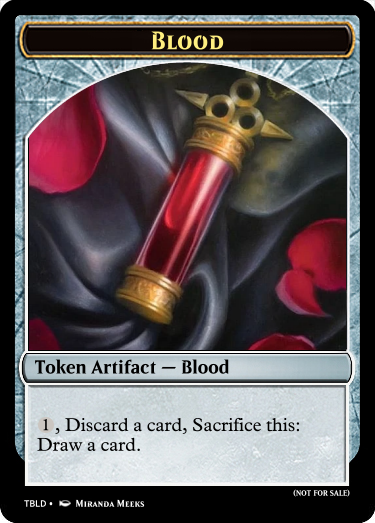 Blood
Token Artifact — Blood
1, Discard a card, Sacrifice this:
Draw a card.
(NOT FOR SALE)
TBLD • Miranda Meeks